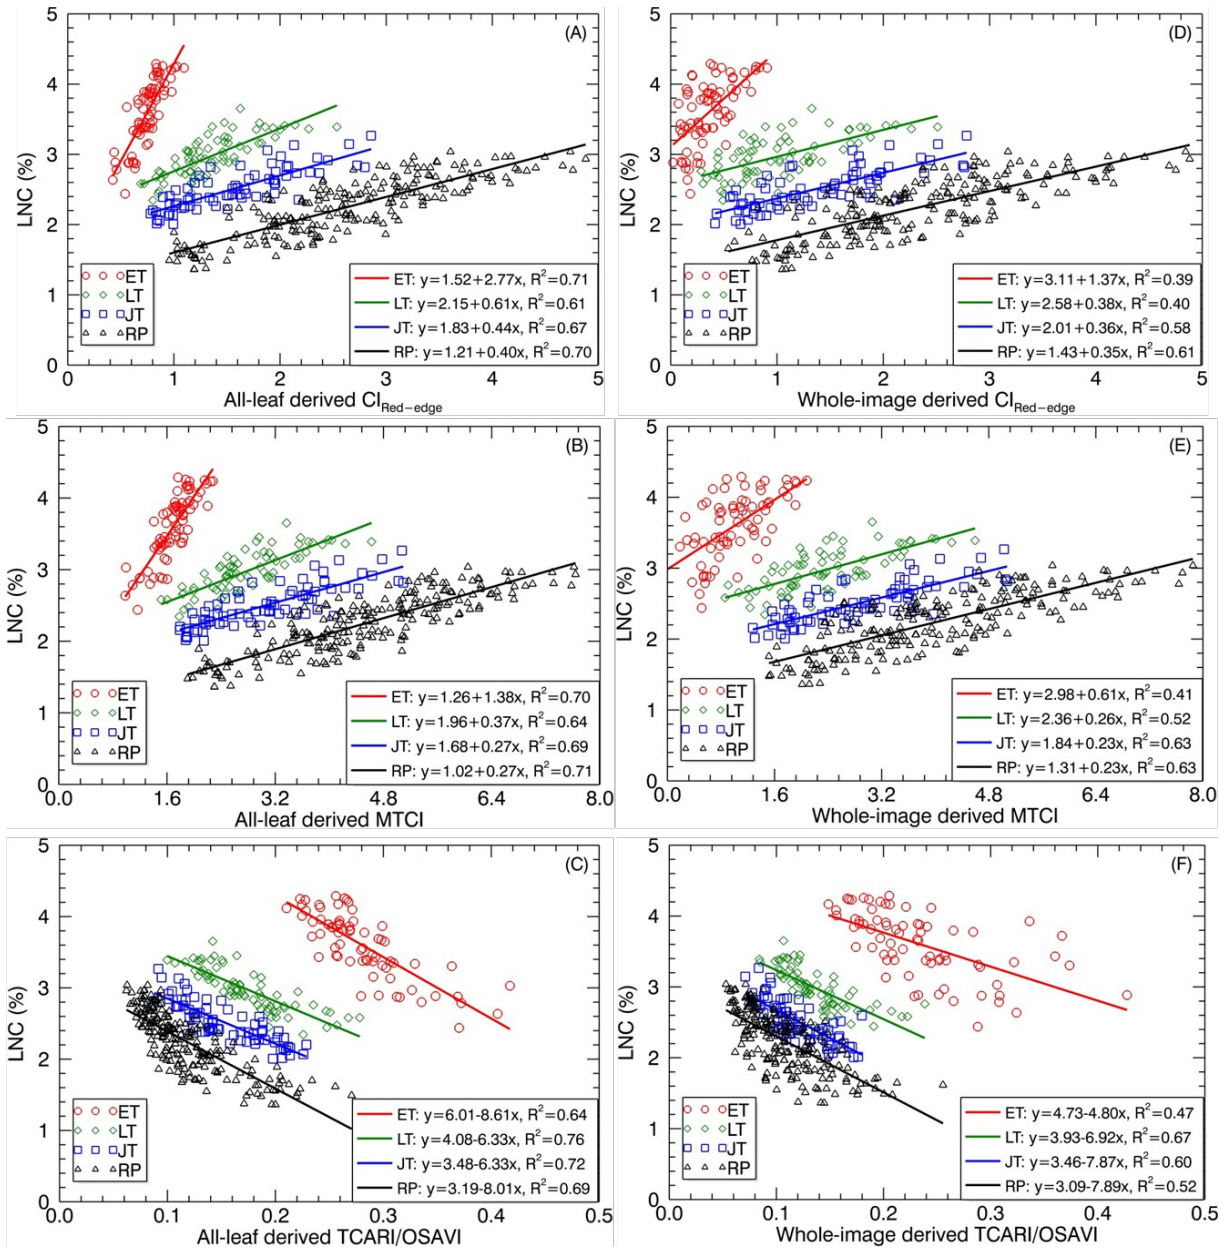 (A)
LNC (%)
5
4
3
2
1
0
ET
LT
JT
RP
ET: y=1.52+2.77x, R²=0.71
LT: y=2.15+0.61x, R²=0.61
JT: y=1.83+0.44x, R²=0.67
RP: y=1.21+0.40x, R²=0.70
0 1 2 3 4 5
All-leaf derived CI Red−edge
(D)
LNC (%)
5
4
3
2
1
0
ET
LT
JT
RP
ET: y=3.11+1.37x, R²=0.39
LT: y=2.58+0.38x, R²=0.40
JT: y=2.01+0.36x, R²=0.58
RP: y=1.43+0.35x, R²=0.61
0 1 2 3 4 5
Whole-image derived CI Red−edge
(B)
LNC (%)
5
4
3
2
1
0
ET
LT
JT
RP
ET: y=1.26+1.38x, R²=0.70
LT: y=1.96+0.37x, R²=0.64
JT: y=1.68+0.27x, R²=0.69
RP: y=1.02+0.27x, R²=0.71
0.0 1.6 3.2 4.8 6.4 8.0
All-leaf derived MTCI
(E)
LNC (%)
5
4
3
2
1
0
ET
LT
JT
RP
ET: y=2.98+0.61x, R²=0.41
LT: y=2.36+0.26x, R²=0.52
JT: y=1.84+0.23x, R²=0.63
RP: y=1.31+0.23x, R²=0.63
1.6 3.2 4.8 6.4 8.0
Whole-image derived MTCI
(C)
LNC (%)
5
4
3
2
1
0
ET
LT
JT
RP
ET: y=6.01-8.61x, R²=0.64
LT: y=4.08-6.33x, R²=0.76
JT: y=3.48-6.33x, R²=0.72
RP: y=3.19-8.01x, R²=0.69
0.0 0.1 0.2 0.3 0.4 0.5
All-leaf derived TCARI/OSAVI
(F)
LNC (%)
5
4
3
2
1
0
ET
LT
JT
RP
ET: y=4.73-4.80x, R²=0.47
LT: y=3.93-6.92x, R²=0.67
JT: y=3.46-7.87x, R²=0.60
RP: y=3.09-7.89x, R²=0.52
0.0 0.1 0.2 0.3 0.4 0.5
Whole-image derived TCARI/OSAVI